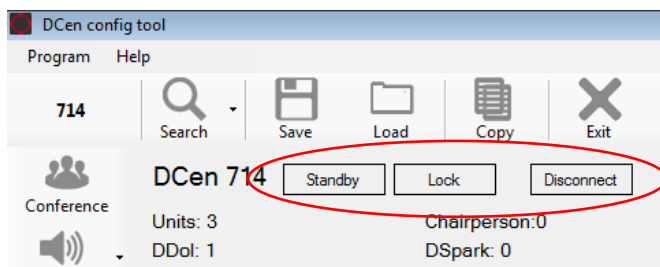 DCen config tool
Program Help
714
Search Save Load Copy Exit
Conference
DCen 714 Standby Lock Disconnect
Units: 3 Chairperson:0
DDol: 1 DSpark: 0